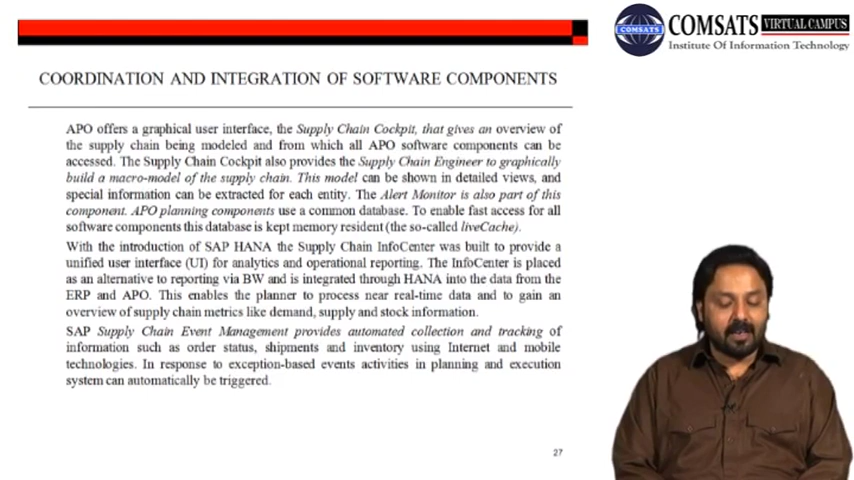 COMSATS
VIRTUAL CAMPUS
COMSATS
Institute Of Information Technology
COORDINATION AND INTEGRATION OF SOFTWARE COMPONENTS
APO offers a graphical user interface, the Supply Chain Cockpit, that gives an overview of
the supply chain being modeled and from which all APO software components can be
accessed. The Supply Chain Cockpit also provides the Supply Chain Engineer to graphically
build a macro-model of the supply chain. This model can be shown in detailed views, and
special information can be extracted for each entity. The Alert Monitor is also part of this
component. APO planning components use a common database. To enable fast access for all
software components this database is kept memory resident (the so-called liveCache).
With the introduction of SAP HANA the Supply Chain InfoCenter was built to provide a
unified user interface (UI) for analytics and operational reporting. The InfoCenter is placed
as an alternative to reporting via BW and is integrated through HANA into the data from the
ERP and APO. This enables the planner to process near real-time data and to gain an
overview of supply chain metrics like demand, supply and stock information.
SAP Supply Chain Event Management provides automated collection and tracking of
information such as order status, shipments and inventory using Internet and mobile
technologies. In response to exception-based events activities in planning and execution
system can automatically be triggered.
27